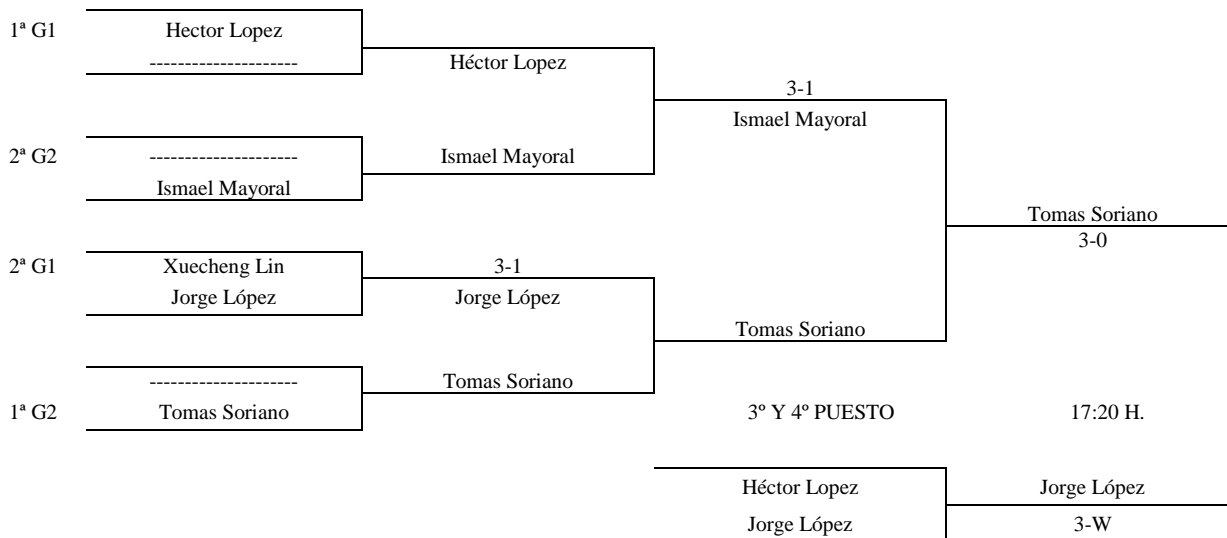 1ª G1
Hector Lopez
---------------------
Héctor Lopez
3-1
Ismael Mayoral
2ª G2
---------------------
Ismael Mayoral
Ismael Mayoral
Tomas Soriano
3-0
2ª G1
Xuecheng Lin
3-1
Jorge López
Jorge López
Tomas Soriano
---------------------
Tomas Soriano
1ª G2
Tomas Soriano
3º Y 4º PUESTO
17:20 H.
Héctor Lopez
Jorge López
Jorge López
3-W